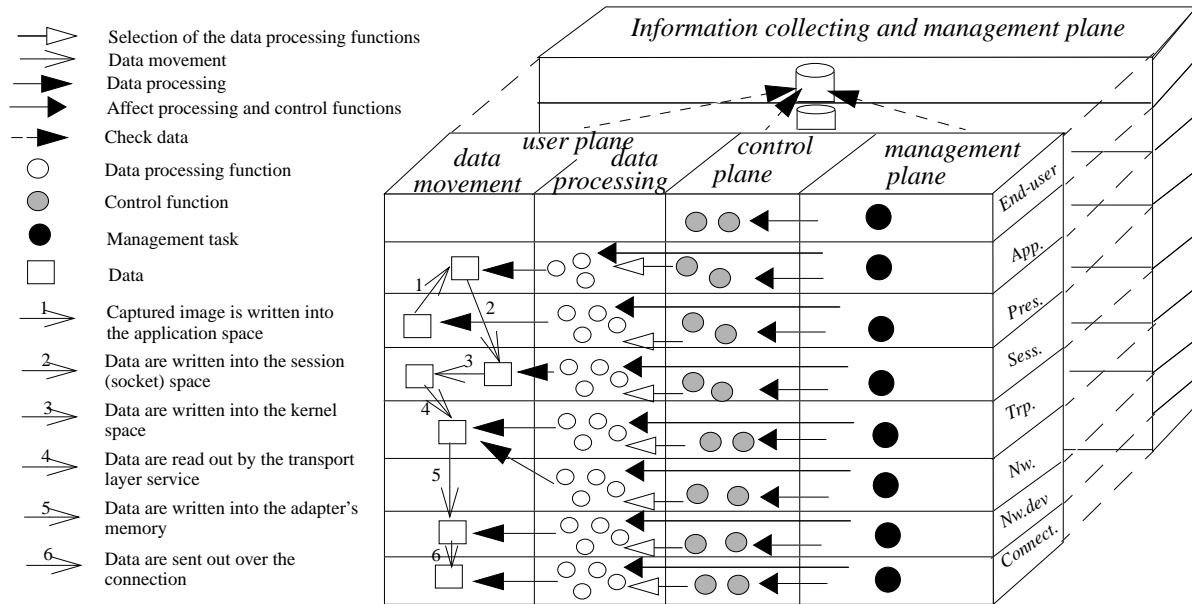 Selection of the data processing functions
Data movement
Data processing
Affect processing and control functions
Check data
Data processing function
Control function
Management task
Data
1
Captured image is written into
the application space
2
Data are written into the session
(socket) space
3
Data are written into the kernel
space
4
Data are read out by the transport
layer service
5
Data are written into the adapter's
memory
6
Data are sent out over the
connection
Information collecting and management plane
user plane
data
movement
data
processing
control
plane
management
plane
End-user
App.
Pres.
Sess.
Trp.
Nw.
Nw.dev
Connect.
1
2
3
4
5
6